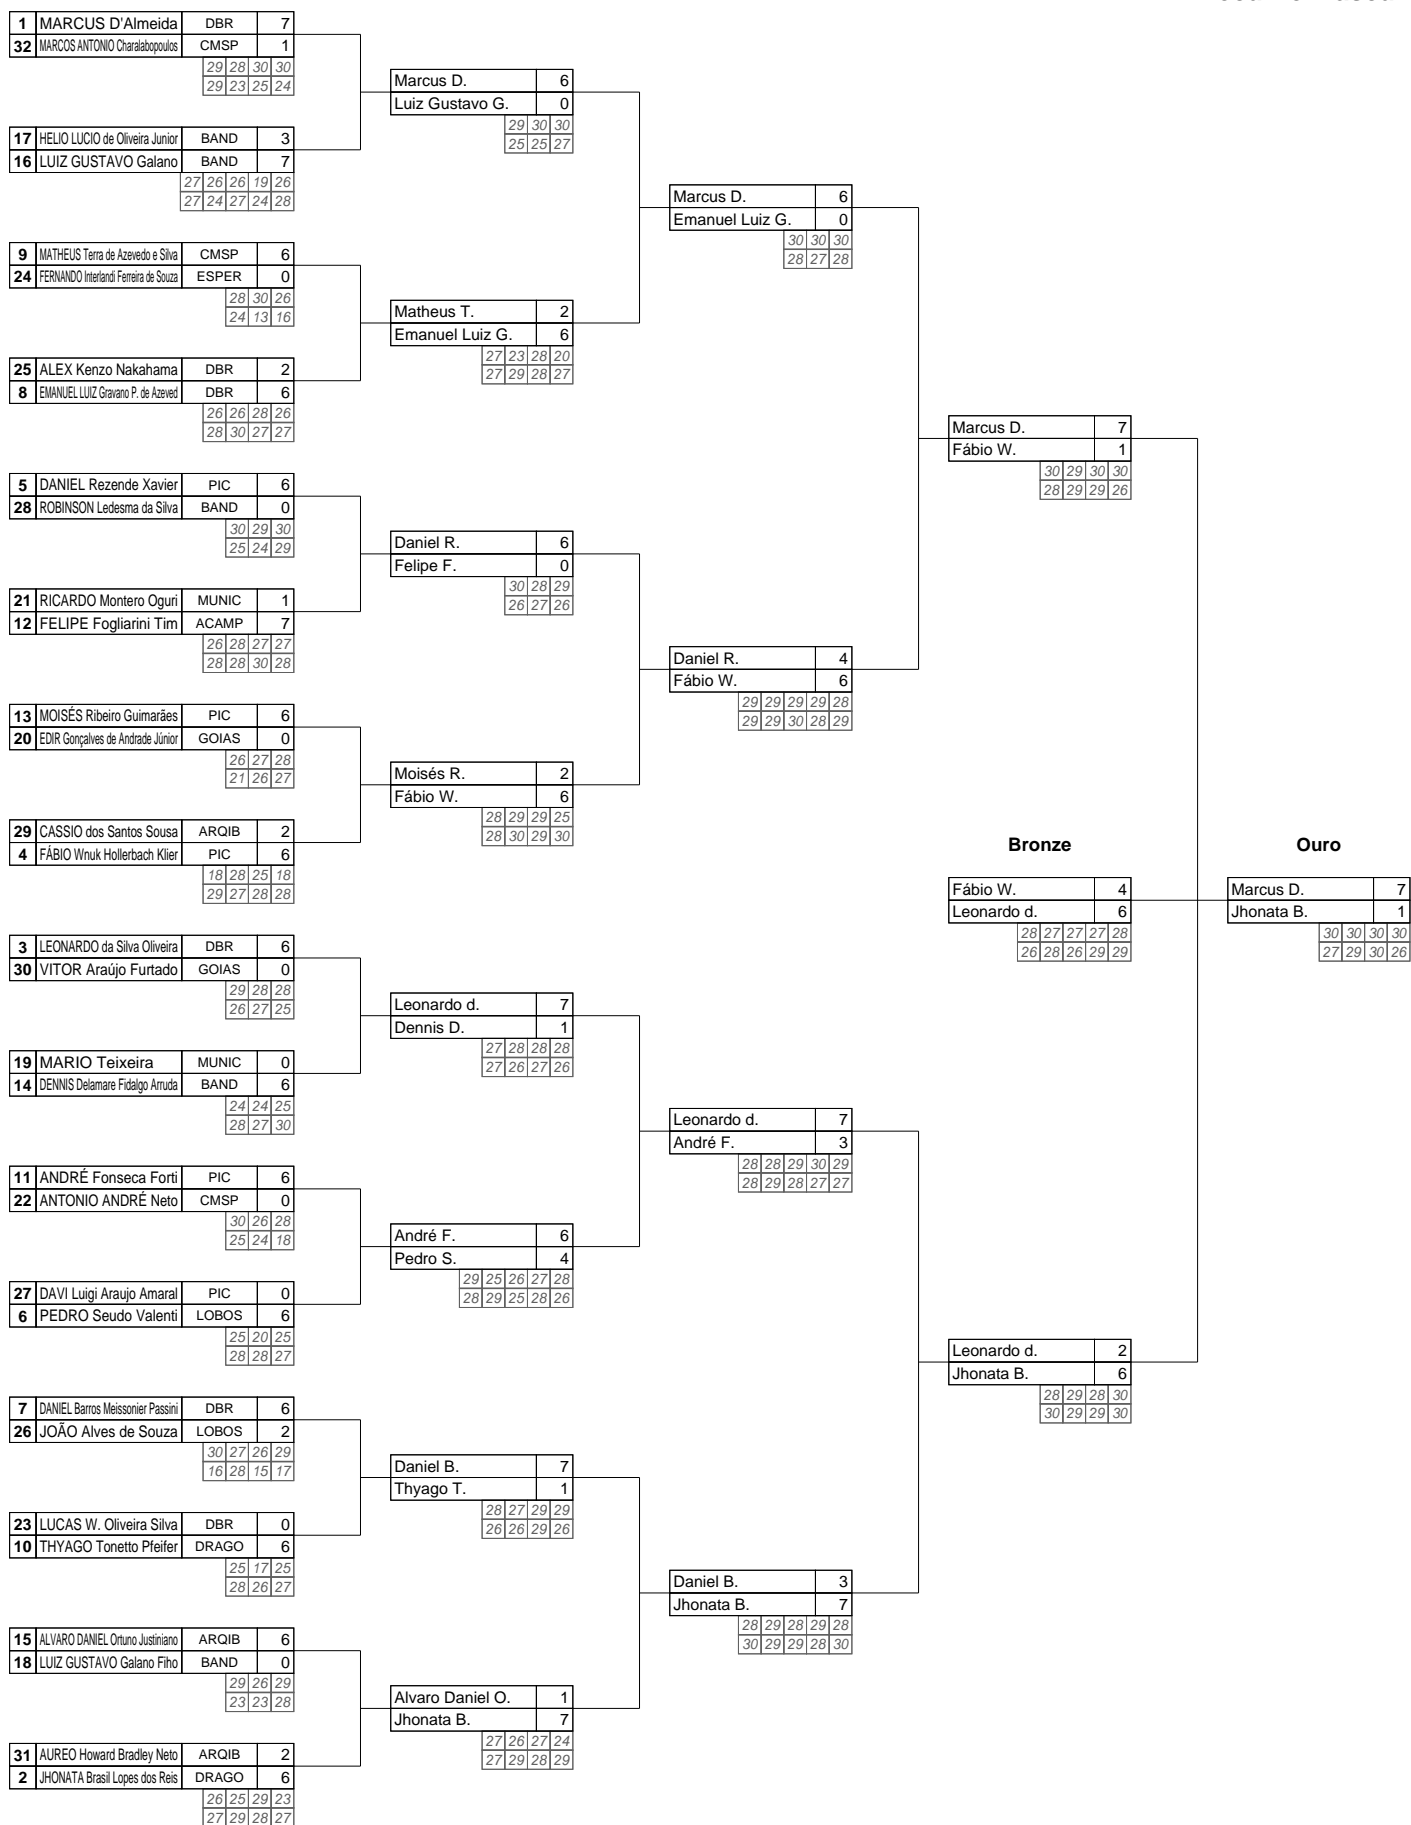 1 MARCUS D'Almeida DBR 7
32 MARCOS ANTONIO Charalabopoulos CMSP 1
29 28 30 30
29 23 25 24
Marcus D. 6
Luiz Gustavo G. 0
29 30 30
25 25 27
17 HELIO LUCIO de Oliveira Junior BAND 3
16 LUIZ GUSTAVO Galano BAND 7
27 26 26 19 26
27 24 27 24 28
Marcus D. 6
Emanuel Luiz G. 0
30 30 30
28 27 28
9 MATHEUS Terra de Azevedo e Silva CMSP 6
24 FERNANDO Interlandi Ferreira de Souza ESPER 0
28 30 26
24 13 16
Matheus T. 2
Emanuel Luiz G. 6
27 23 28 20
27 29 28 27
25 ALEX Kenzo Nakahama DBR 2
8 EMANUEL LUIZ Gravano P. de Azeved DBR 6
26 26 28 26
28 30 27 27
Marcus D. 7
Fábio W. 1
30 29 30 30
28 29 29 26
5 DANIEL Rezende Xavier PIC 6
28 ROBINSON Ledesma da Silva BAND 0
30 29 30
25 24 29
Daniel R. 6
Felipe F. 0
30 28 29
26 27 26
21 RICARDO Montero Oguri MUNIC 1
12 FELIPE Fogliarini Tim ACAMP 7
26 28 27 27
28 28 30 28
Daniel R. 4
Fábio W. 6
29 29 29 29 28
29 29 30 28 29
13 MOISÉS Ribeiro Guimarães PIC 6
20 EDIR Gonçalves de Andrade Júnior GOIAS 0
26 27 28
21 26 27
Moisés R. 2
Fábio W. 6
28 29 29 25
28 30 29 30
29 CASSIO dos Santos Sousa ARQIB 2
4 FÁBIO Wnuk Hollerbach Klier PIC 6
18 28 25 18
29 27 28 28
Bronze Ouro
Fábio W. 4
Leonardo d. 6
28 27 27 27 28
26 28 26 29 29
Marcus D. 7
Jhonata B. 1
30 30 30 30
27 29 30 26
3 LEONARDO da Silva Oliveira DBR 6
30 VITOR Araújo Furtado GOIAS 0
29 28 28
26 27 25
Leonardo d. 7
Dennis D. 1
27 28 28 28
27 26 27 26
19 MARIO Teixeira MUNIC 0
14 DENNIS Delamare Fidalgo Arruda BAND 6
24 24 25
28 27 30
Leonardo d. 7
André F. 3
28 28 29 30 29
28 29 28 27 27
11 ANDRÉ Fonseca Forti PIC 6
22 ANTONIO ANDRÉ Neto CMSP 0
30 26 28
25 24 18
André F. 6
Pedro S. 4
29 25 26 27 28
28 29 25 28 26
27 DAVI Luigi Araujo Amaral PIC 0
6 PEDRO Seudo Valenti LOBOS 6
25 20 25
28 28 27
Leonardo d. 2
Jhonata B. 6
28 29 28 30
30 29 29 30
7 DANIEL Barros Meissonier Passini DBR 6
26 JOÃO Alves de Souza LOBOS 2
30 27 26 29
16 28 15 17
Daniel B. 7
Thyago T. 1
28 27 29 29
26 26 29 26
23 LUCAS W. Oliveira Silva DBR 0
10 THYAGO Tonetto Pfeifer DRAGO 6
25 17 25
28 26 27
Daniel B. 3
Jhonata B. 7
28 29 28 29 28
30 29 29 28 30
15 ALVARO DANIEL Ortuno Justiniano ARQIB 6
18 LUIZ GUSTAVO Galano Fiho BAND 0
29 26 29
23 23 28
Alvaro Daniel O. 1
Jhonata B. 7
27 26 27 24
27 29 28 29
31 AUREO Howard Bradley Neto ARQIB 2
2 JHONATA Brasil Lopes dos Reis DRAGO 6
26 25 29 23
27 29 28 27